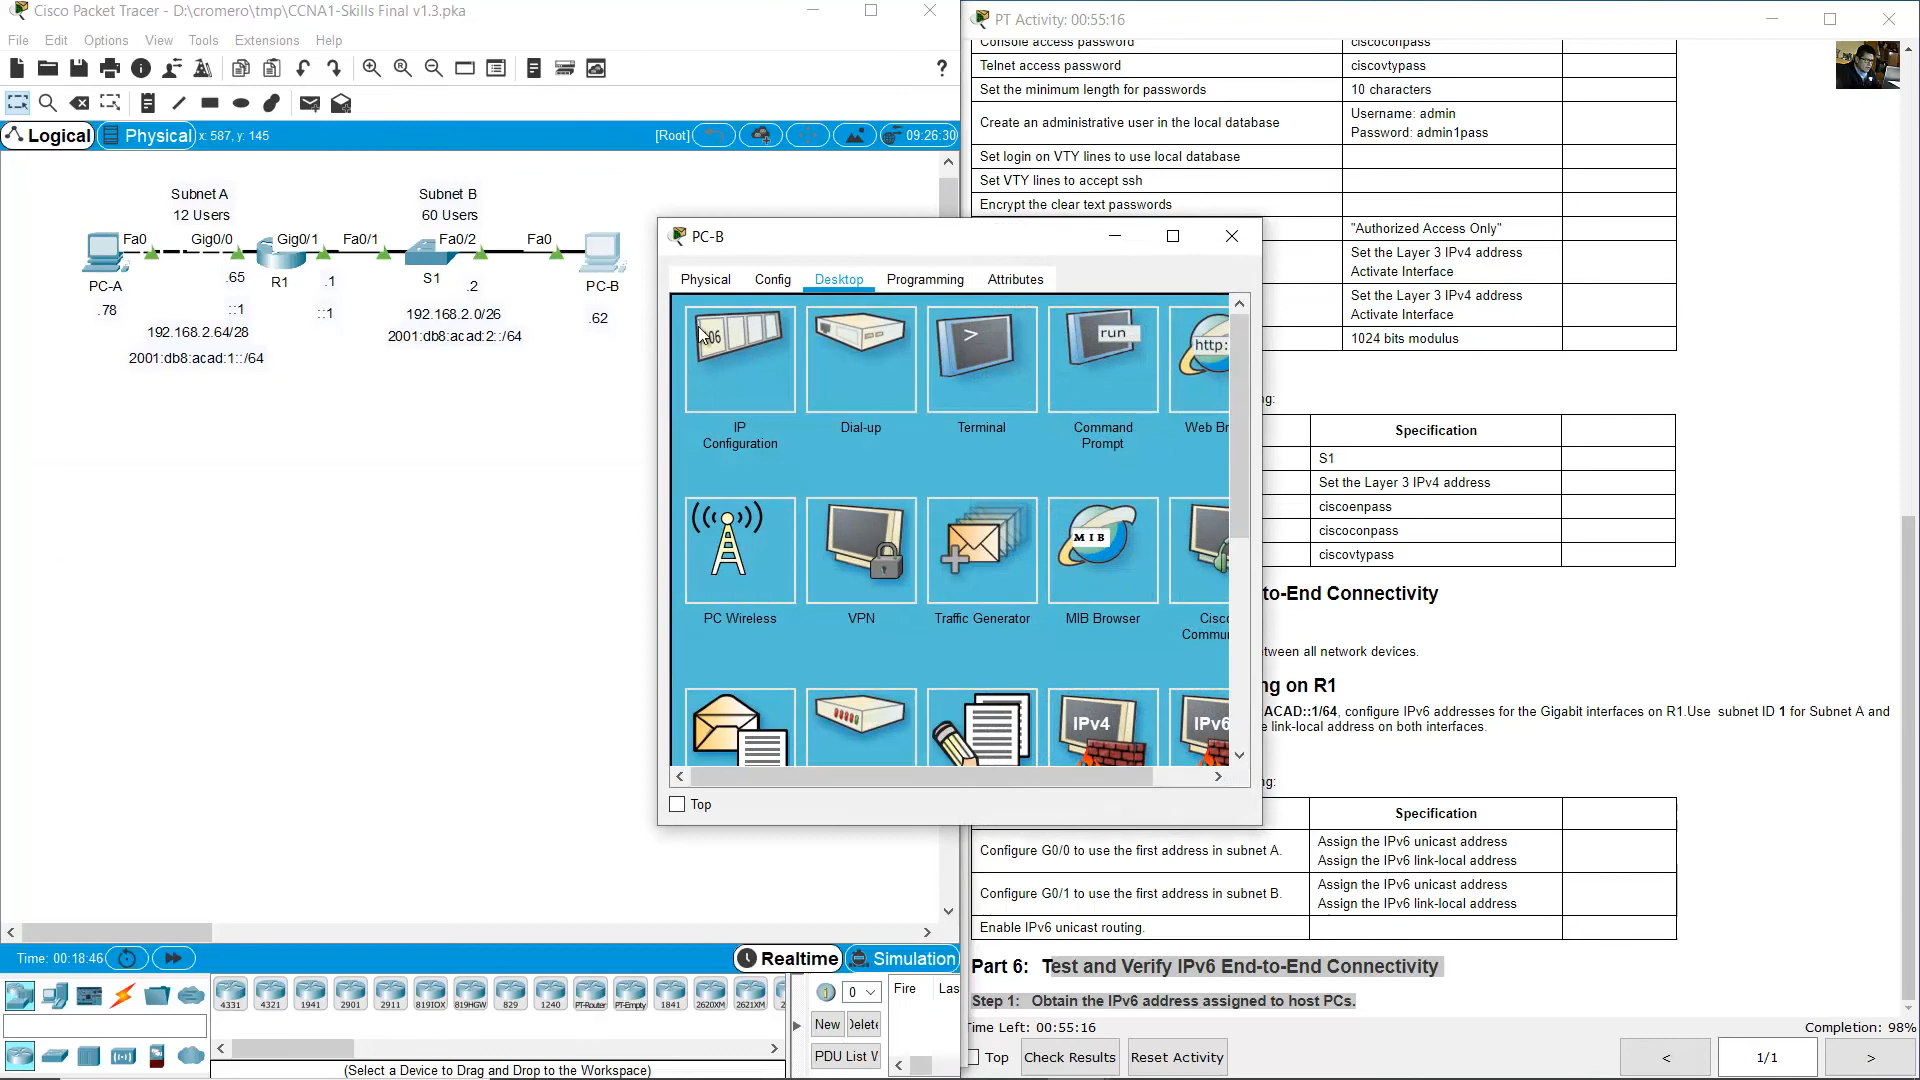 Cisco Packet Tracer - D:\cromero\tmp\CCNA1-Skills Final v1.3.pka
File Edit Options View Tools Extensions Help
Logical Physical x: 587, y: 145 [Root] 09:26:30
Subnet A
12 Users
Subnet B
60 Users
Fa0 Gig0/0 Gig0/1 Fa0/1 Fa0/2 Fa0
.65 R1 .1 S1 .2
PC-A PC-B
.78 ::1 ::1 .62
192.168.2.64/28 192.168.2.0/26
2001:db8:acad:1::/64 2001:db8:acad:2::/64
PC-B
Physical Config Desktop Programming Attributes
IP Configuration
Dial-up
Terminal
run
Command Prompt
http:
Web Br
PC Wireless
VPN
Traffic Generator
MIB
MIB Browser
Cisc
Commu
IPv4
IPv6
Top
Time: 00:18:46 Realtime Simulation
4331 4321 1941 2901 2911 819IOX 819HGW 829 1240 PT-Router PT-Empty 1841 2620XM 2621XM
0 Fire Las
New Delete
PDU List W
(Select a Device to Drag and Drop to the Workspace)
PT Activity: 00:55:16
Console access password ciscoconpass
Telnet access password ciscovtypass
Set the minimum length for passwords 10 characters
Create an administrative user in the local database Username: admin
Password: admin1pass
Set login on VTY lines to use local database
Set VTY lines to accept ssh
Encrypt the clear text passwords
"Authorized Access Only"
Set the Layer 3 IPv4 address
Activate Interface
Set the Layer 3 IPv4 address
Activate Interface
1024 bits modulus
ng:
Specification
S1
Set the Layer 3 IPv4 address
ciscoenpass
ciscoconpass
ciscovtypass
to-End Connectivity
tween all network devices.
ng on R1
ACAD::1/64, configure IPv6 addresses for the Gigabit interfaces on R1.Use subnet ID 1 for Subnet A and
e link-local address on both interfaces.
ng:
Specification
Configure G0/0 to use the first address in subnet A. Assign the IPv6 unicast address
Assign the IPv6 link-local address
Configure G0/1 to use the first address in subnet B. Assign the IPv6 unicast address
Assign the IPv6 link-local address
Enable IPv6 unicast routing.
Part 6: Test and Verify IPv6 End-to-End Connectivity
Step 1: Obtain the IPv6 address assigned to host PCs.
Time Left: 00:55:16 Completion: 98%
Top Check Results Reset Activity < 1/1 >